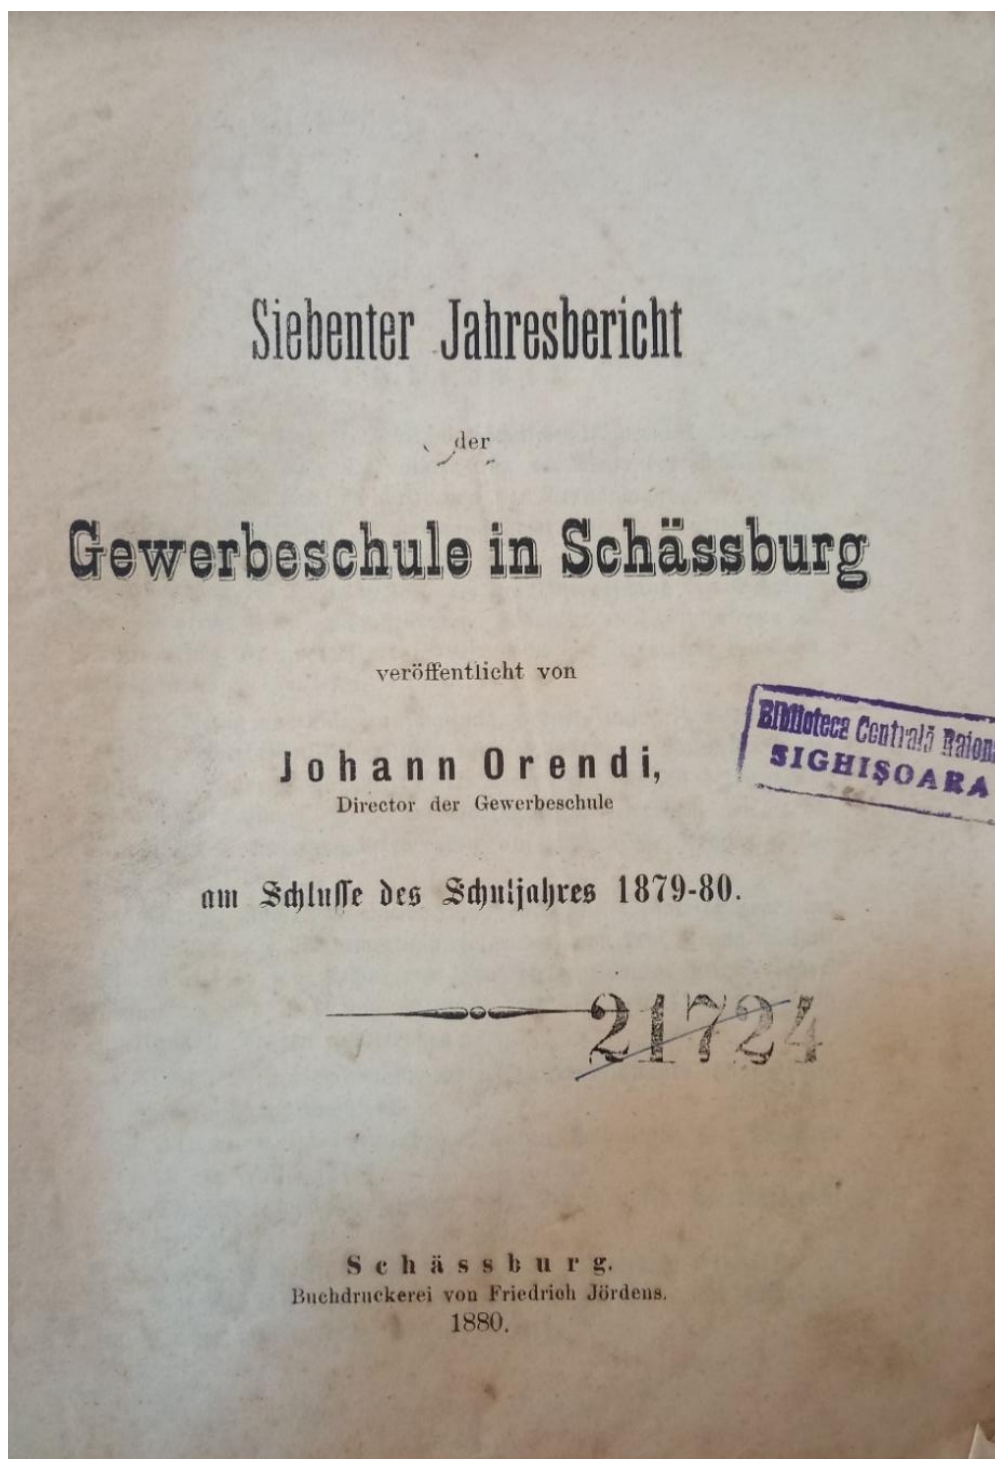 Siebenter Jahresbericht
der
Gewerbeschule in Schässburg
veröffentlicht von
Johann Orendi,
Director der Gewerbeschule
Biblioteca Centrală Raion
SIGHIȘOARA
am Schlusse des Schuljahres 1879-80.
21724
Schässburg.
Buchdruckerei von Friedrich Jördens.
1880.